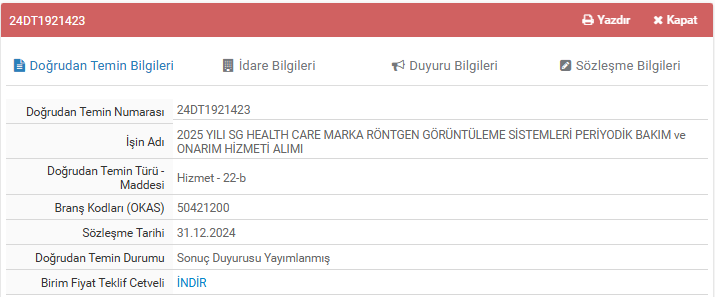 24DT1921423 Yazdır Kapat
Doğrudan Temin Bilgileri İdare Bilgileri Duyuru Bilgileri Sözleşme Bilgileri
Doğrudan Temin Numarası 24DT1921423
İşin Adı 2025 YILI SG HEALTH CARE MARKA RÖNTGEN GÖRÜNTÜLEME SİSTEMLERİ PERİYODİK BAKIM ve
ONARIM HİZMETİ ALIMI
Doğrudan Temin Türü -
Maddesi Hizmet - 22-b
Branş Kodları (OKAS) 50421200
Sözleşme Tarihi 31.12.2024
Doğrudan Temin Durumu Sonuç Duyurusu Yayımlanmış
Birim Fiyat Teklif Cetveli İNDİR